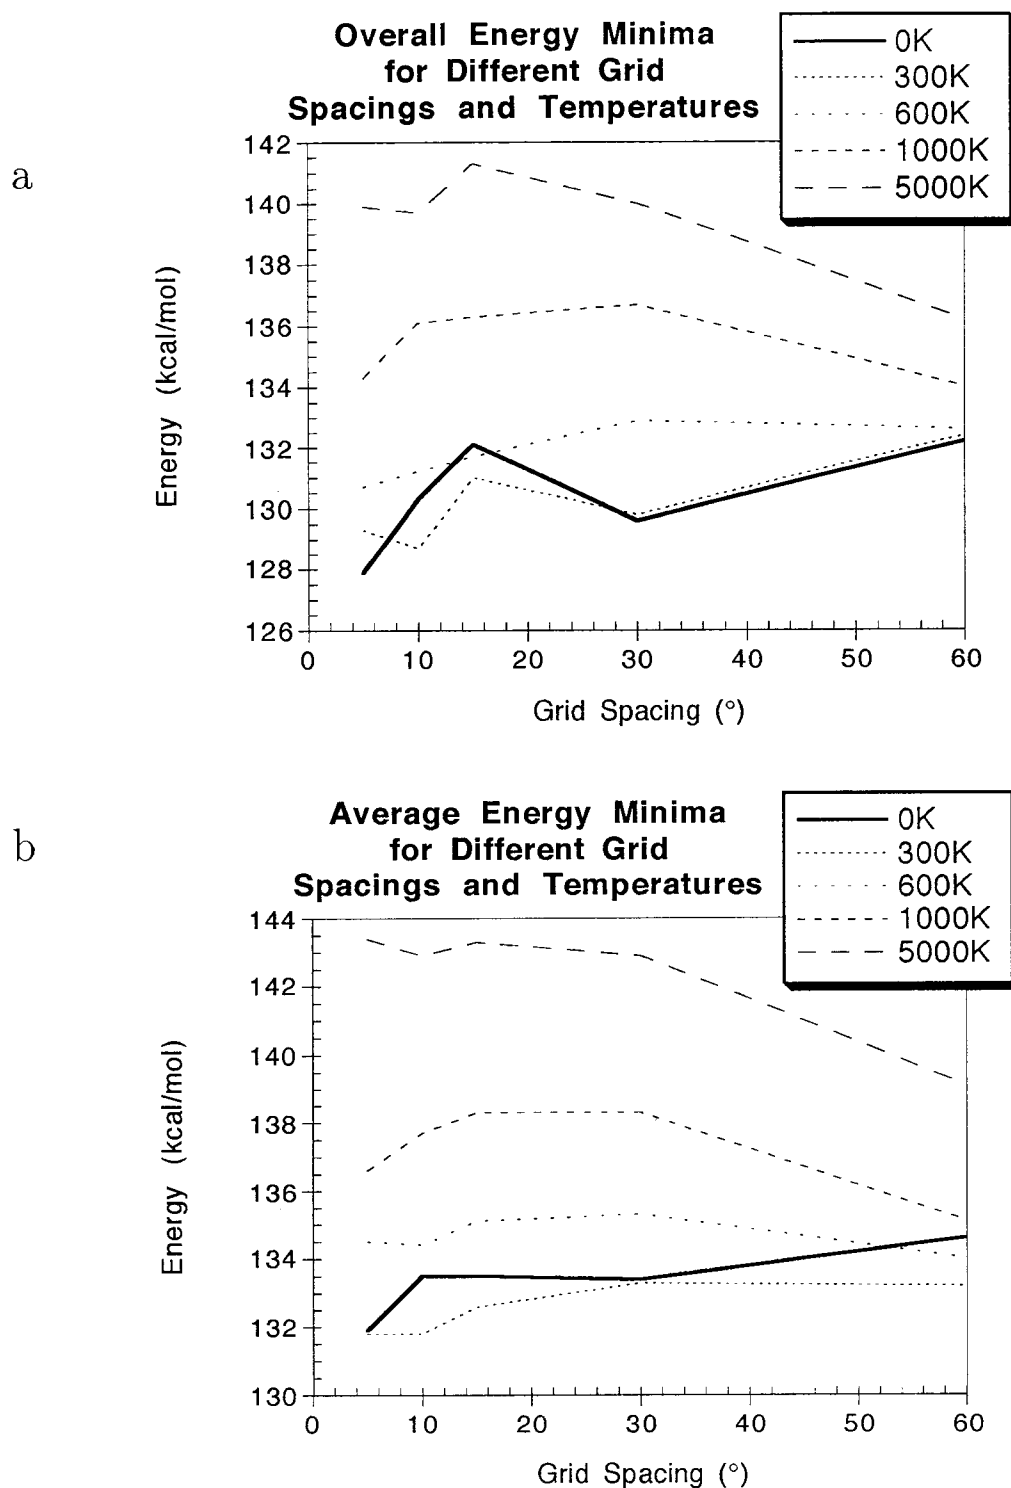 a
Overall Energy Minima
for Different Grid
Spacings and Temperatures
0K
300K
600K
1000K
5000K
142
140
138
136
134
132
130
128
126
Energy (kcal/mol)
0 10 20 30 40 50 60
Grid Spacing (°)
b
Average Energy Minima
for Different Grid
Spacings and Temperatures
0K
300K
600K
1000K
5000K
144
142
140
138
136
134
132
130
Energy (kcal/mol)
0 10 20 30 40 50 60
Grid Spacing (°)